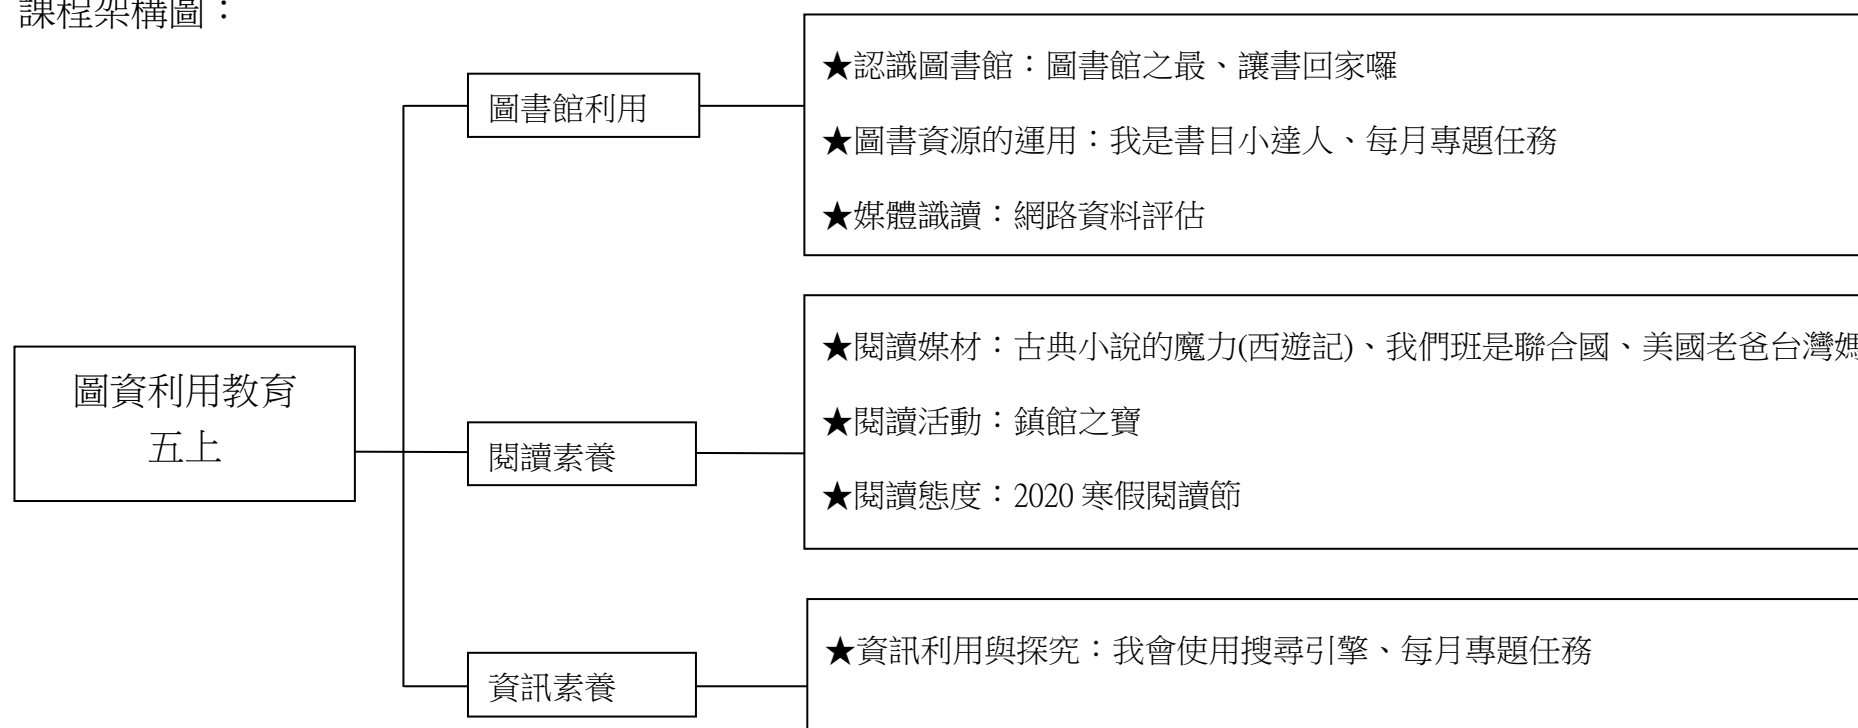 課程架構圖：
圖書館利用
★認識圖書館：圖書館之最、讓書回家囉
★圖書資源的運用：我是書目小達人、每月專題任務
★媒體識讀：網路資料評估
圖資利用教育
五上
閱讀素養
★閱讀媒材：古典小說的魔力(西遊記)、我們班是聯合國、美國老爸台灣媽
★閱讀活動：鎮館之寶
★閱讀態度：2020 寒假閱讀節
資訊素養
★資訊利用與探究：我會使用搜尋引擎、每月專題任務